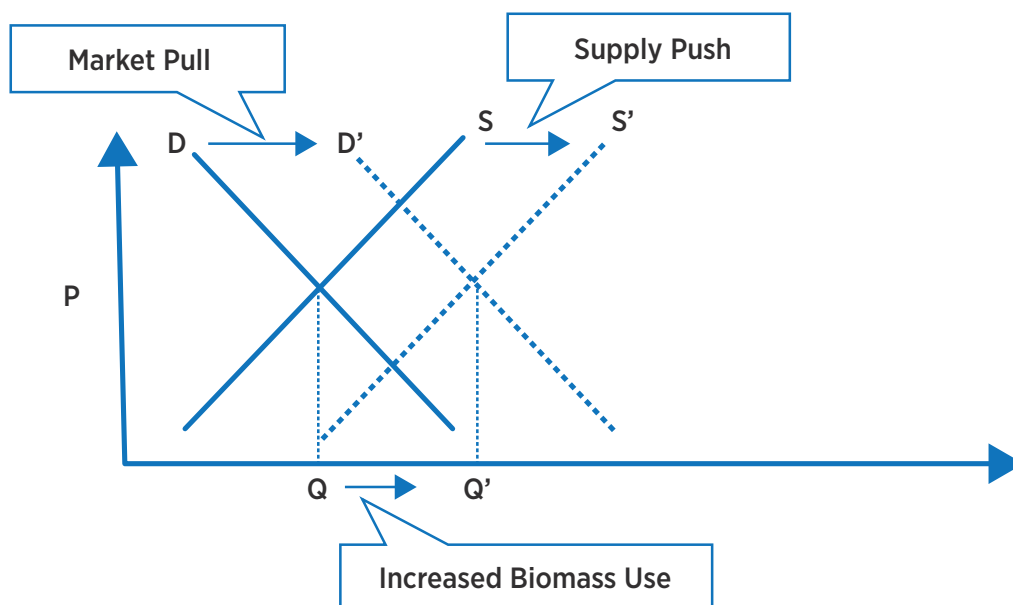 Market Pull
Supply Push
D
D’
S
S’
P
Q
Q’
Increased Biomass Use